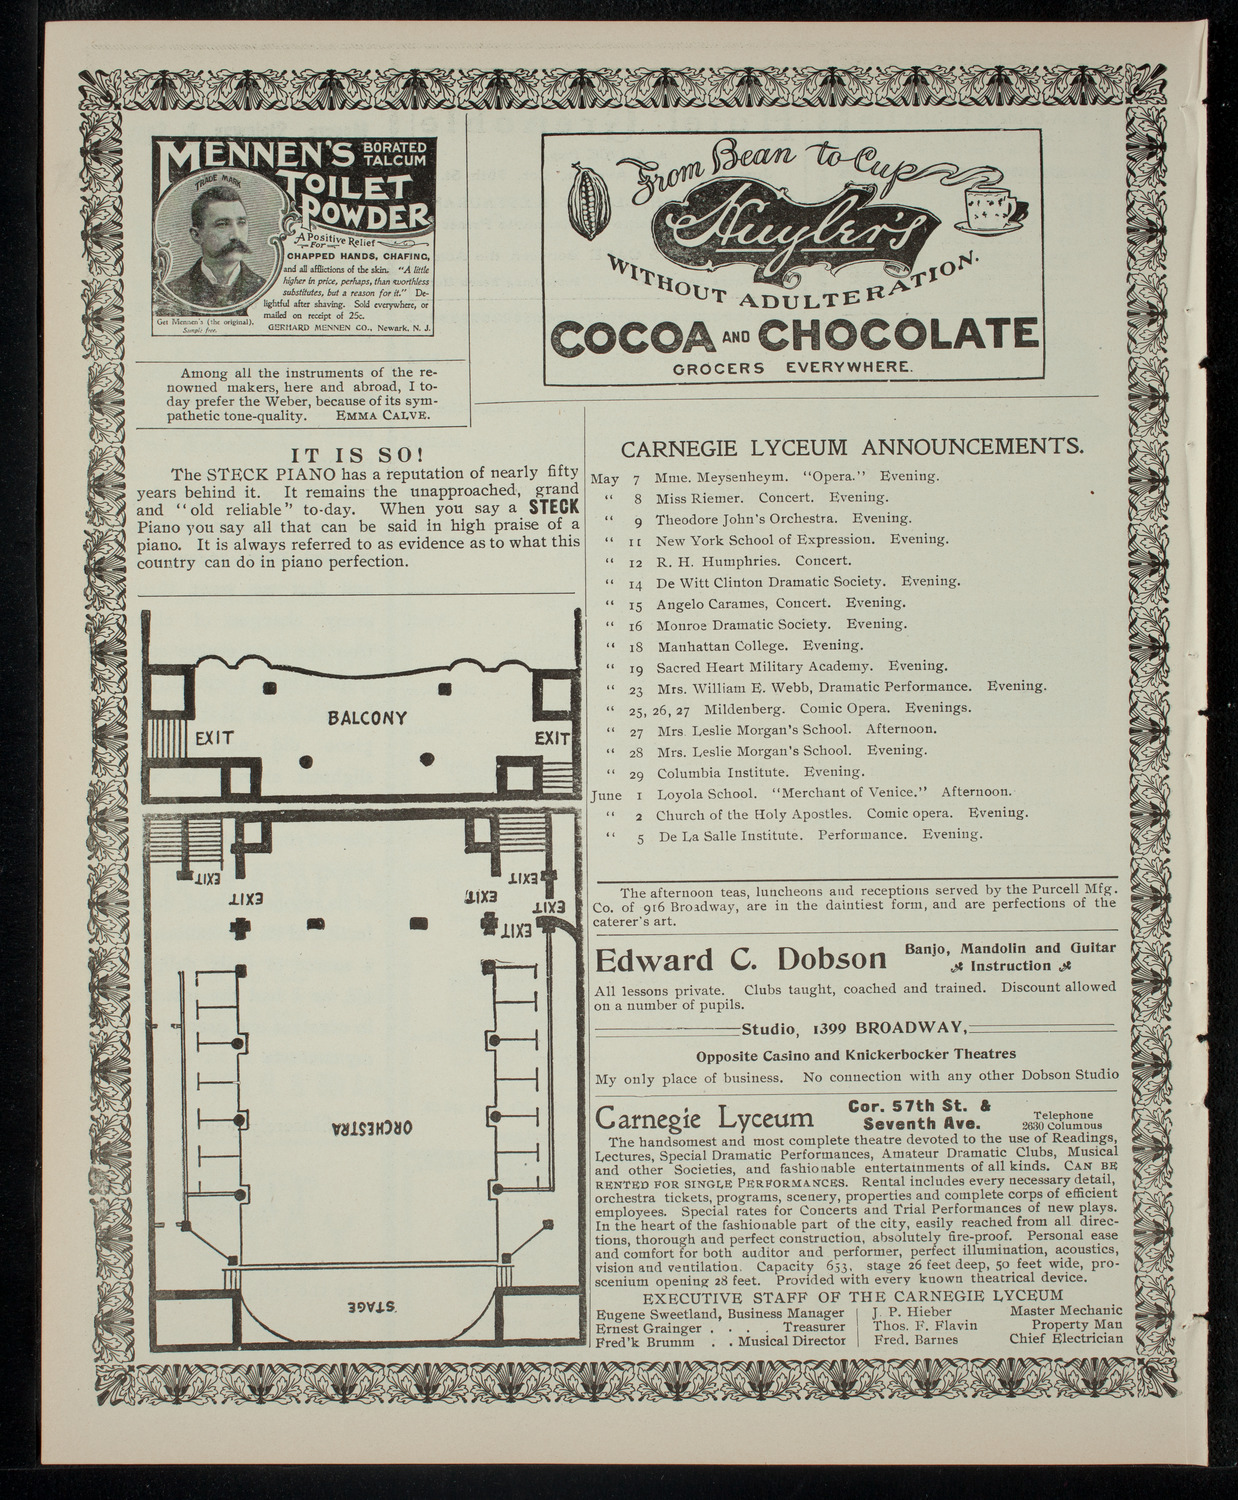 MENNEN'S BORATED
TALCUM
TOILET
POWDER
TRADE MARK
A Positive Relief
For
CHAPPED HANDS, CHAFING,
and all afflictions of the skin. "A little
higher in price, perhaps, than worthless
substitutes, but a reason for it." De-
lightful after shaving. Sold everywhere, or
mailed on receipt of 25c.
GERHARD MENNEN CO., Newark, N. J.
Get Mennen's (the original).
Sample free.
From Bean to Cup
Huyler's
WITHOUT ADULTERATION.
COCOA AND CHOCOLATE
GROCERS EVERYWHERE.
Among all the instruments of the re-
nowned makers, here and abroad, I to-
day prefer the Weber, because of its sym-
pathetic tone-quality. EMMA CALVE.
IT IS SO!
The STECK PIANO has a reputation of nearly fifty
years behind it. It remains the unapproached, grand
and "old reliable" to-day. When you say a STECK
Piano you say all that can be said in high praise of a
piano. It is always referred to as evidence as to what this
country can do in piano perfection.
BALCONY
EXIT
EXIT
EXIT
EXIT
EXIT
EXIT
EXIT
EXIT
ORCHESTRA
STAGE
CARNEGIE LYCEUM ANNOUNCEMENTS.
May 7 Mme. Meysenheym. "Opera." Evening.
" 8 Miss Riemer. Concert. Evening.
" 9 Theodore John's Orchestra. Evening.
" 11 New York School of Expression. Evening.
" 12 R. H. Humphries. Concert.
" 14 De Witt Clinton Dramatic Society. Evening.
" 15 Angelo Carames, Concert. Evening.
" 16 Monroe Dramatic Society. Evening.
" 18 Manhattan College. Evening.
" 19 Sacred Heart Military Academy. Evening.
" 23 Mrs. William E. Webb, Dramatic Performance. Evening.
" 25, 26, 27 Mildenberg. Comic Opera. Evenings.
" 27 Mrs. Leslie Morgan's School. Afternoon.
" 28 Mrs. Leslie Morgan's School. Evening.
" 29 Columbia Institute. Evening.
June 1 Loyola School. "Merchant of Venice." Afternoon.
" 2 Church of the Holy Apostles. Comic opera. Evening.
" 5 De La Salle Institute. Performance. Evening.
The afternoon teas, luncheons and receptions served by the Purcell Mfg.
Co. of 916 Broadway, are in the daintiest form, and are perfections of the
caterer's art.
Edward C. Dobson Banjo, Mandolin and Guitar
Instruction
All lessons private. Clubs taught, coached and trained. Discount allowed
on a number of pupils.
Studio, 1399 BROADWAY,
Opposite Casino and Knickerbocker Theatres
My only place of business. No connection with any other Dobson Studio
Carnegie Lyceum Cor. 57th St. &
Seventh Ave.
Telephone
2630 Columbus
The handsomest and most complete theatre devoted to the use of Readings,
Lectures, Special Dramatic Performances, Amateur Dramatic Clubs, Musical
and other Societies, and fashionable entertainments of all kinds. CAN BE
RENTED FOR SINGLE PERFORMANCES. Rental includes every necessary detail,
orchestra tickets, programs, scenery, properties and complete corps of efficient
employees. Special rates for Concerts and Trial Performances of new plays.
In the heart of the fashionable part of the city, easily reached from all direc-
tions, thorough and perfect construction, absolutely fire-proof. Personal ease
and comfort for both auditor and performer, perfect illumination, acoustics,
vision and ventilation. Capacity 653, stage 26 feet deep, 50 feet wide, pro-
scenium opening 28 feet. Provided with every known theatrical device.
EXECUTIVE STAFF OF THE CARNEGIE LYCEUM
Eugene Sweetland, Business Manager | J. P. Hieber Master Mechanic
Ernest Grainger . . . . Treasurer | Thos. F. Flavin Property Man
Fred'k Brumm . . Musical Director | Fred. Barnes Chief Electrician